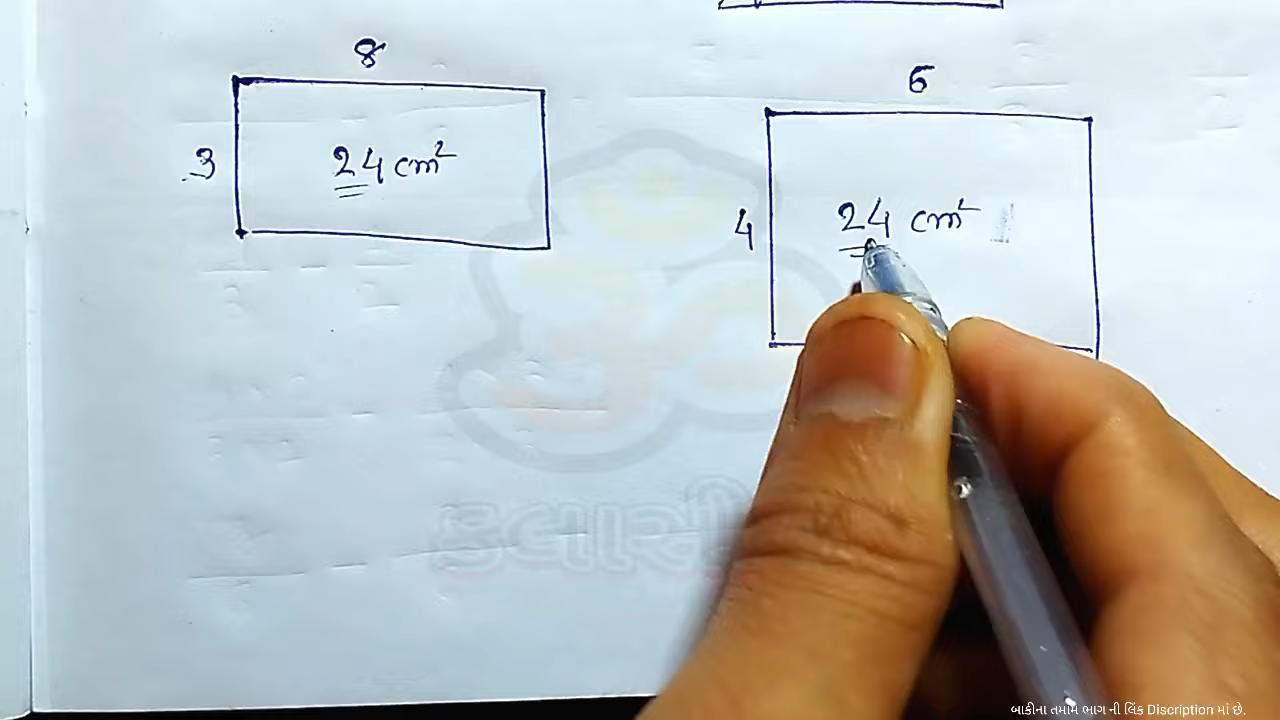 8
3
24 cm²
6
4
24 cm²
ક્લાસી
બાકીના તમામ ભાગ ની લિંક Discription માં છે.